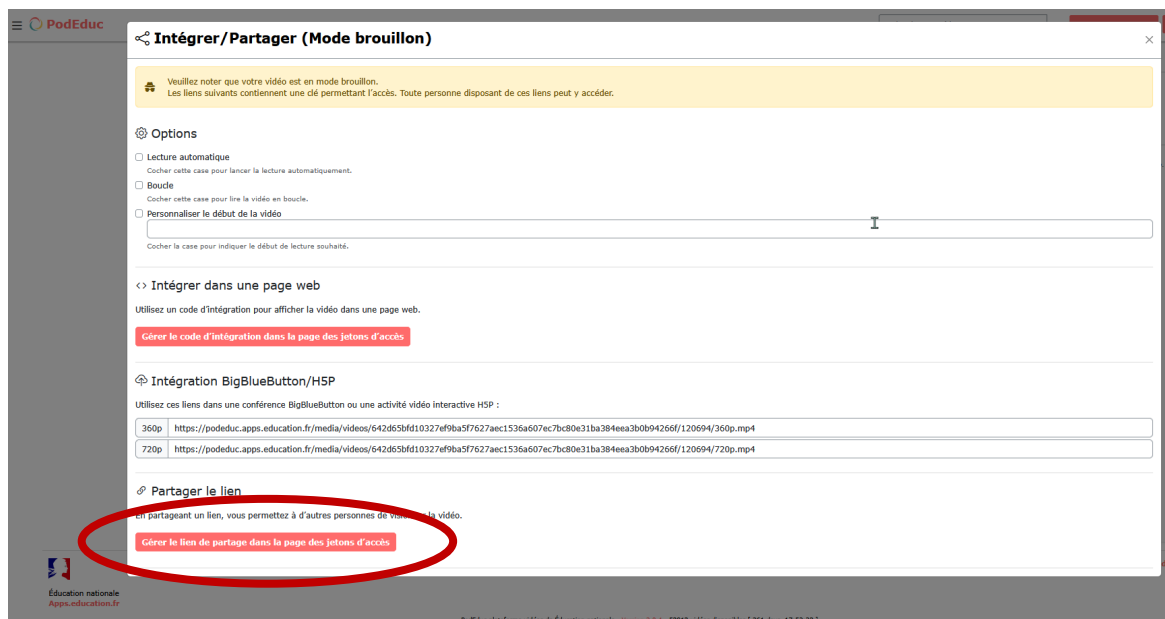 PodEduc
Intégrer/Partager (Mode brouillon)
Veuillez noter que votre vidéo est en mode brouillon.
Les liens suivants contiennent une clé permettant l'accès. Toute personne disposant de ces liens peut y accéder.
Options
Lecture automatique
Cocher cette case pour lancer la lecture automatiquement.
Boucle
Cocher cette case pour lire la vidéo en boucle.
Personnaliser le début de la vidéo
Cocher la case pour indiquer le début de lecture souhaité.
Intégrer dans une page web
Utilisez un code d'intégration pour afficher la vidéo dans une page web.
Gérer le code d'intégration dans la page des jetons d'accès
Intégration BigBlueButton/H5P
Utilisez ces liens dans une conférence BigBlueButton ou une activité vidéo interactive H5P :
360p https://podeduc.apps.education.fr/media/videos/642d65bfd10327ef9ba5f7627aec1536a607ec7bc80e31ba384eea3b0b94266f/120694/360p.mp4
720p https://podeduc.apps.education.fr/media/videos/642d65bfd10327ef9ba5f7627aec1536a607ec7bc80e31ba384eea3b0b94266f/120694/720p.mp4
Partager le lien
En partageant un lien, vous permettez à d'autres personnes de la vidéo.
Gérer le lien de partage dans la page des jetons d'accès
Éducation nationale
Apps.education.fr